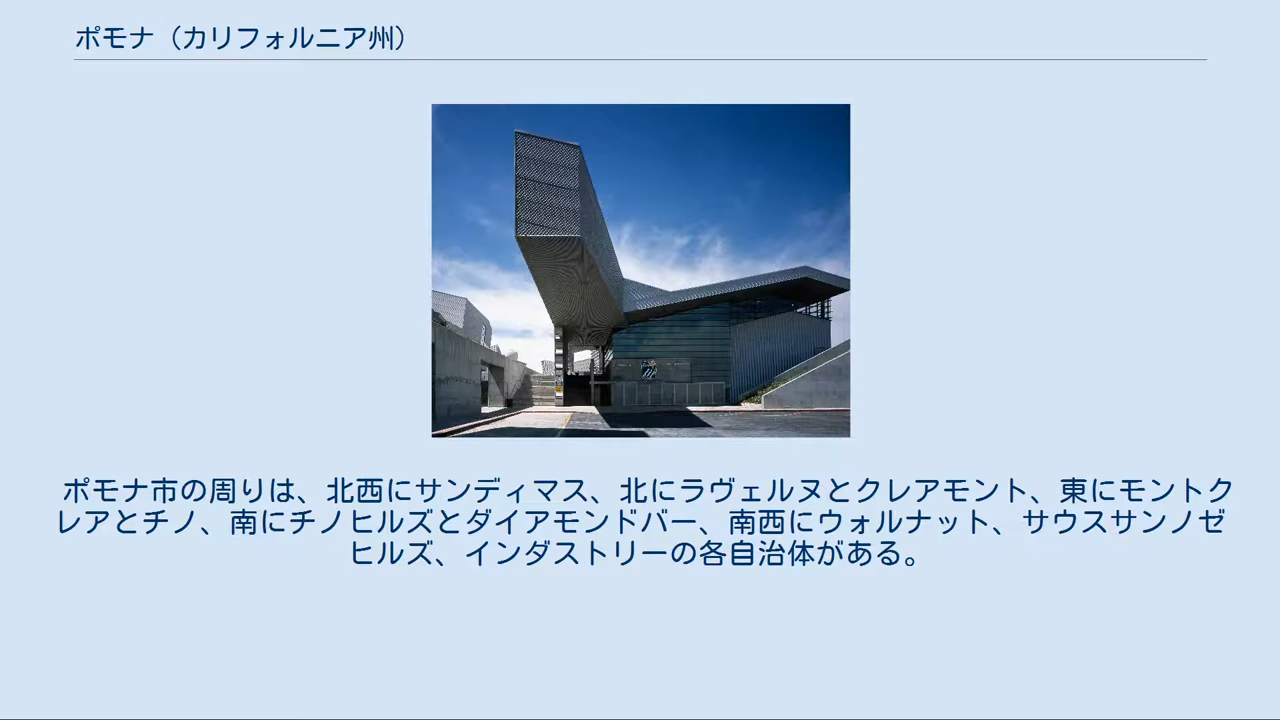 ポモナ（カリフォルニア州）
ポモナ市の周りは、北西にサンディマス、北にラヴェルヌとクレアモント、東にモントク
レアとチノ、南にチノヒルズとダイアモンドバー、南西にウォルナット、サウスサンノゼ
ヒルズ、インダストリーの各自治体がある。